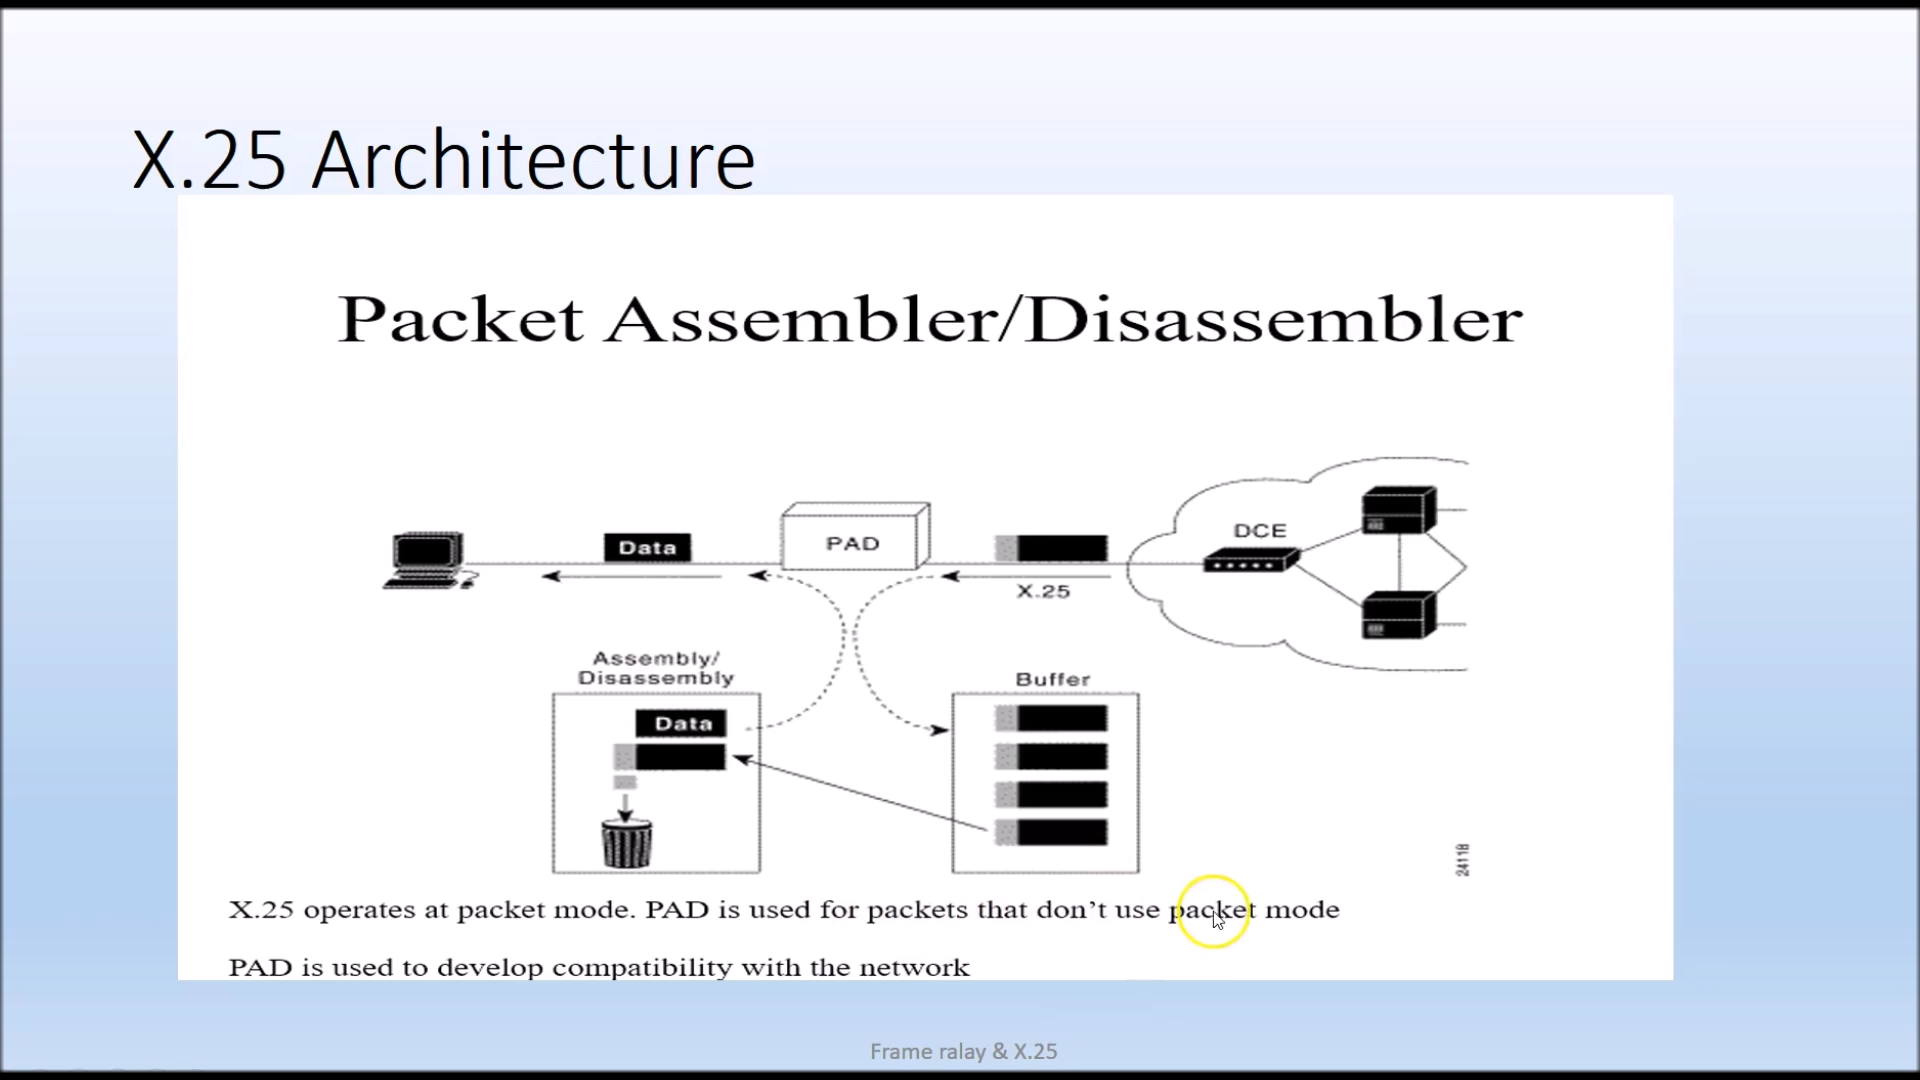 X.25 Architecture
Packet Assembler/Disassembler
DCE
Data
PAD
X.25
Assembly/
Disassembly
Buffer
Data
24118
X.25 operates at packet mode. PAD is used for packets that don't use packet mode
PAD is used to develop compatibility with the network
Frame ralay & X.25